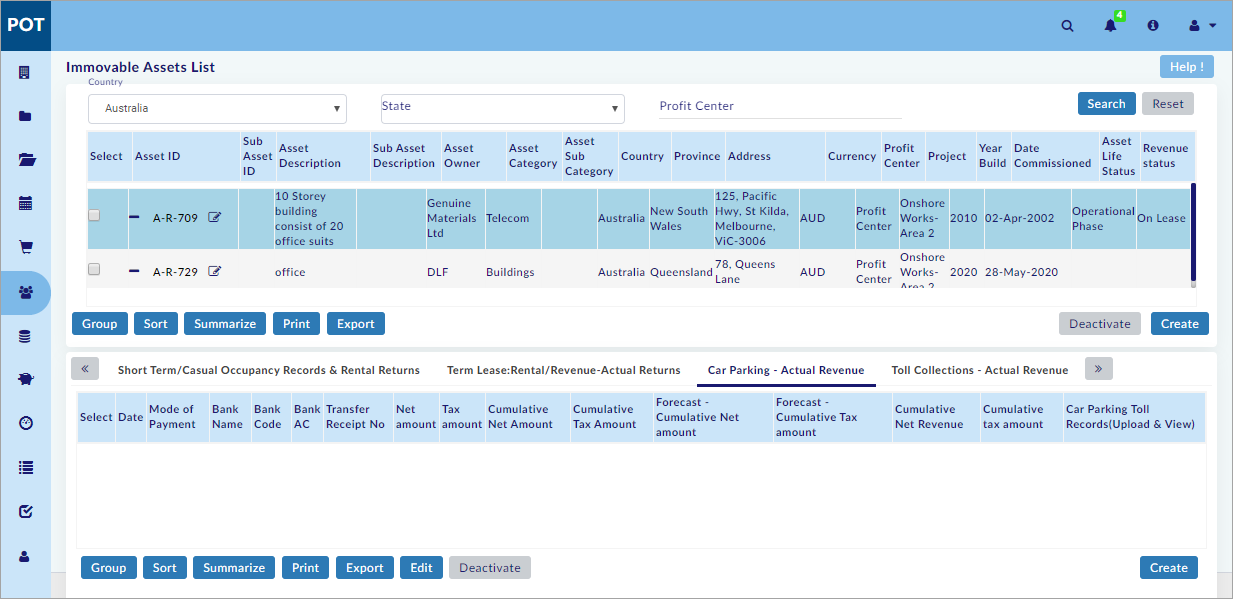 POT
4
Immovable Assets List
Help !
Country
Australia
State
Profit Center
Search
Reset
Select
Asset ID
Sub
Asset
ID
Asset
Description
Sub Asset
Description
Asset
Owner
Asset
Category
Asset
Sub
Category
Country
Province
Address
Currency
Profit
Center
Project
Year
Build
Date
Commissioned
Asset
Life
Status
Revenue
status
A-R-709
10 Storey
building
consist of 20
office suits
Genuine
Materials
Ltd
Telecom
Australia
New South
Wales
125, Pacific
Hwy, St Kilda,
Melbourne,
ViC-3006
AUD
Profit
Center
Onshore
Works-
Area 2
2010
02-Apr-2002
Operational
Phase
On Lease
A-R-729
office
DLF
Buildings
Australia
Queensland
78, Queens
Lane
AUD
Profit
Center
Onshore
Works-
Area 2
2020
28-May-2020
Group
Sort
Summarize
Print
Export
Deactivate
Create
«
Short Term/Casual Occupancy Records & Rental Returns
Term Lease:Rental/Revenue-Actual Returns
Car Parking - Actual Revenue
Toll Collections - Actual Revenue
»
Select
Date
Mode of
Payment
Bank
Name
Bank
Code
Bank
AC
Transfer
Receipt No
Net
amount
Tax
amount
Cumulative
Net Amount
Cumulative
Tax Amount
Forecast -
Cumulative Net
amount
Forecast -
Cumulative Tax
amount
Cumulative
Net Revenue
Cumulative
tax amount
Car Parking Toll
Records(Upload & View)
Group
Sort
Summarize
Print
Export
Edit
Deactivate
Create